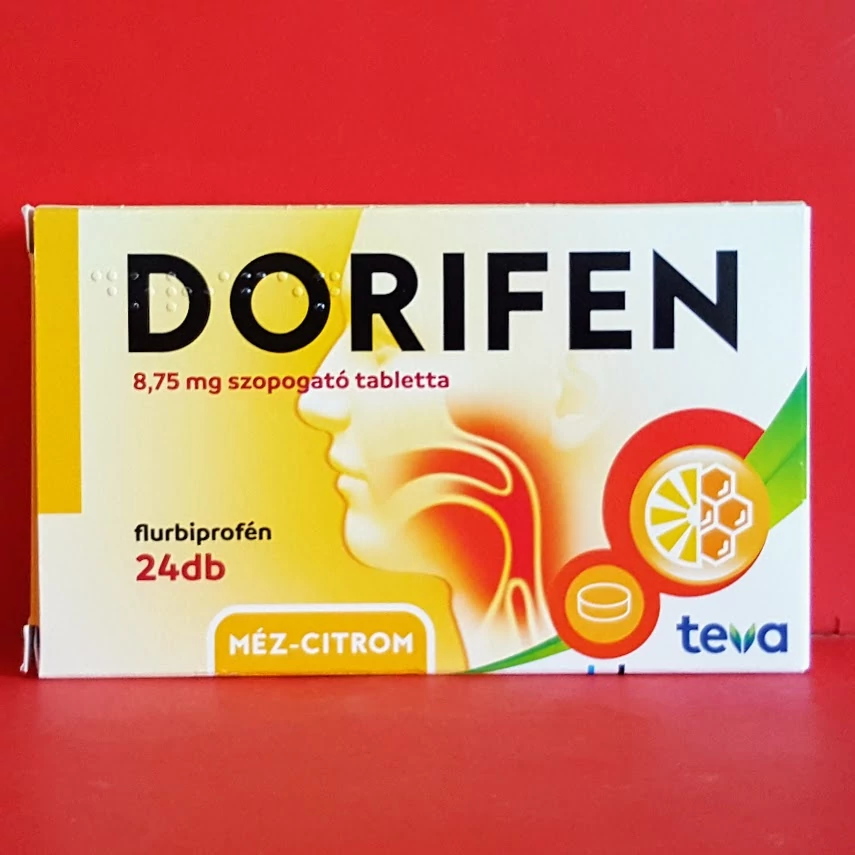 DORIFEN
8,75 mg szopogató tabletta
flurbiprofén
24db
MÉZ-CITROM
teva